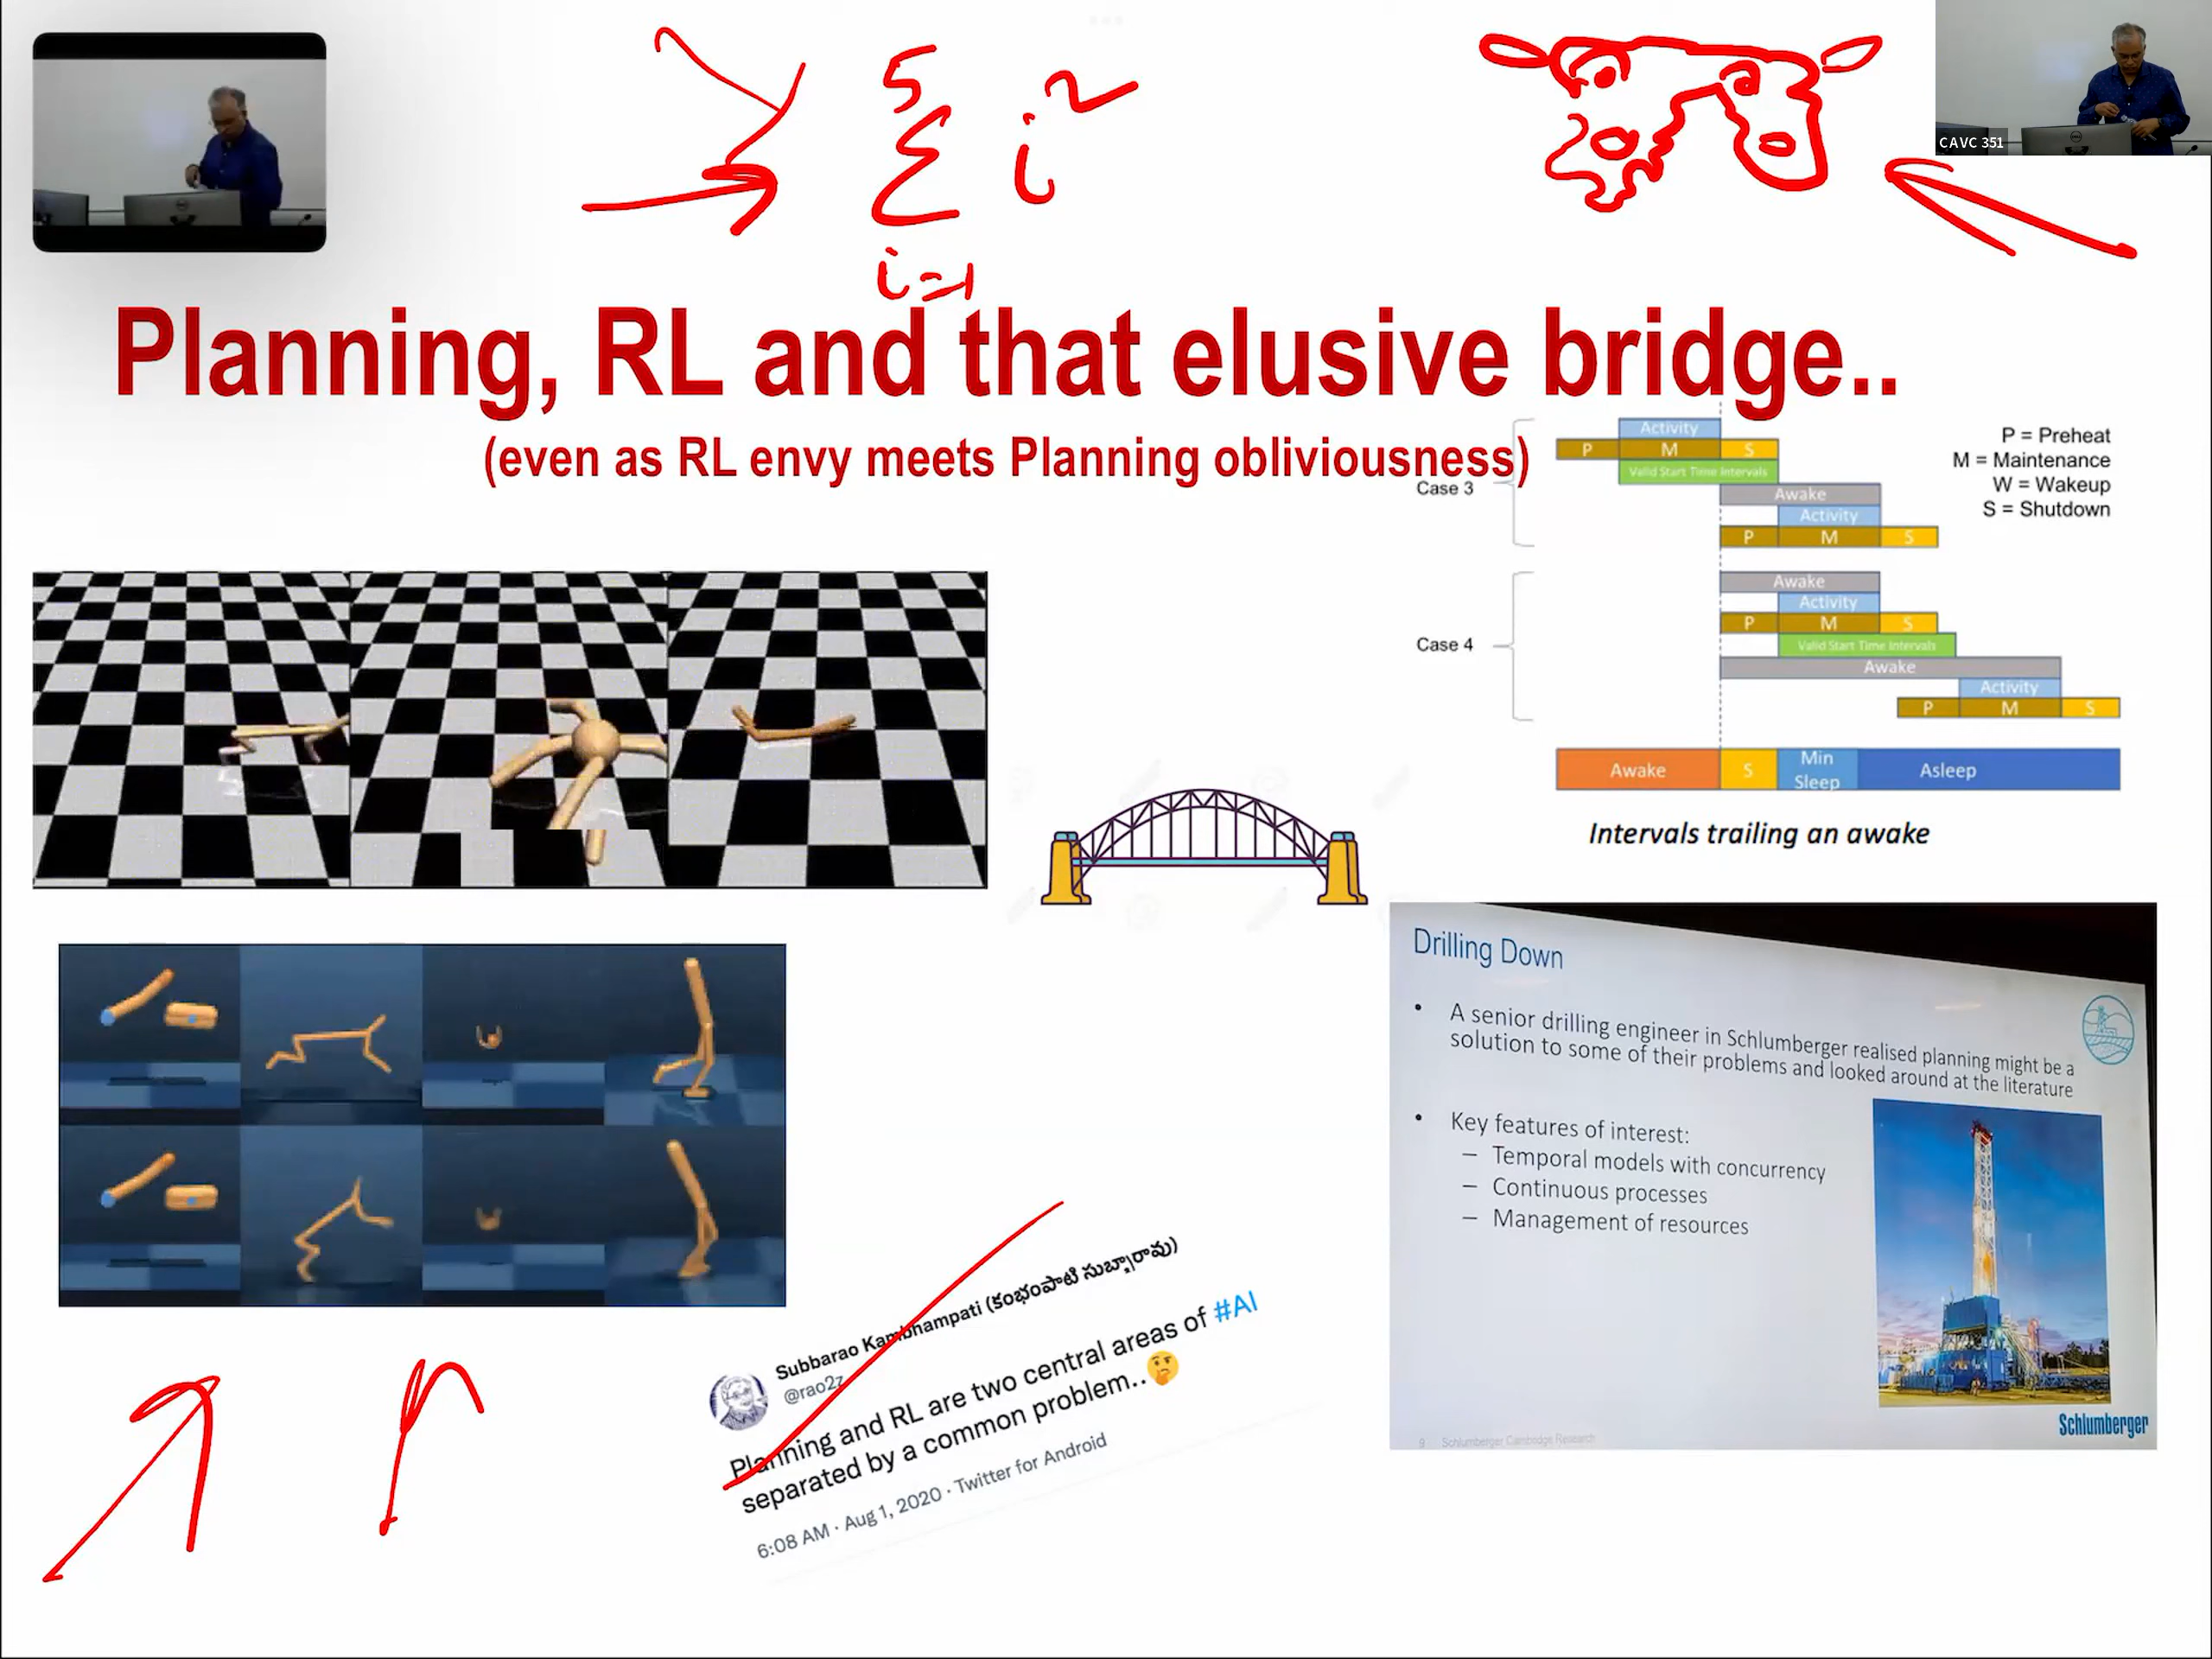 5
Σ i²
i=1
CAVC 351
Planning, RL and that elusive bridge..
(even as RL envy meets Planning obliviousness)
Case 3
Activity
P M S
Valid Start Time Intervals
Awake
Activity
P M S
P = Preheat
M = Maintenance
W = Wakeup
S = Shutdown
Case 4
Awake
Activity
P M S
Valid Start Time Intervals
Awake
Activity
P M S
Awake S Min Sleep Asleep
Intervals trailing an awake
Drilling Down
• A senior drilling engineer in Schlumberger realised planning might be a
solution to some of their problems and looked around at the literature
• Key features of interest:
– Temporal models with concurrency
– Continuous processes
– Management of resources
9 Schlumberger Cambridge Research
Schlumberger
Subbarao Kambhampati (కంభంపాటి సుబ్బారావు)
@rao2z
Planning and RL are two central areas of #AI
separated by a common problem..🤔
6:08 AM · Aug 1, 2020 · Twitter for Android